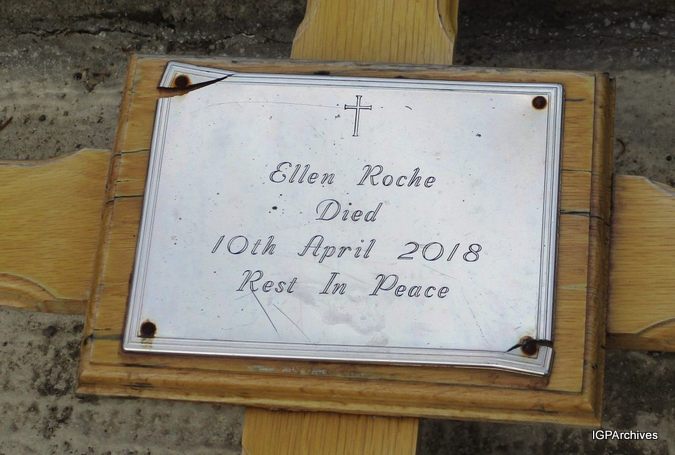 Ellen Roche
Died
10th April 2018
Rest In Peace
IGPArchives